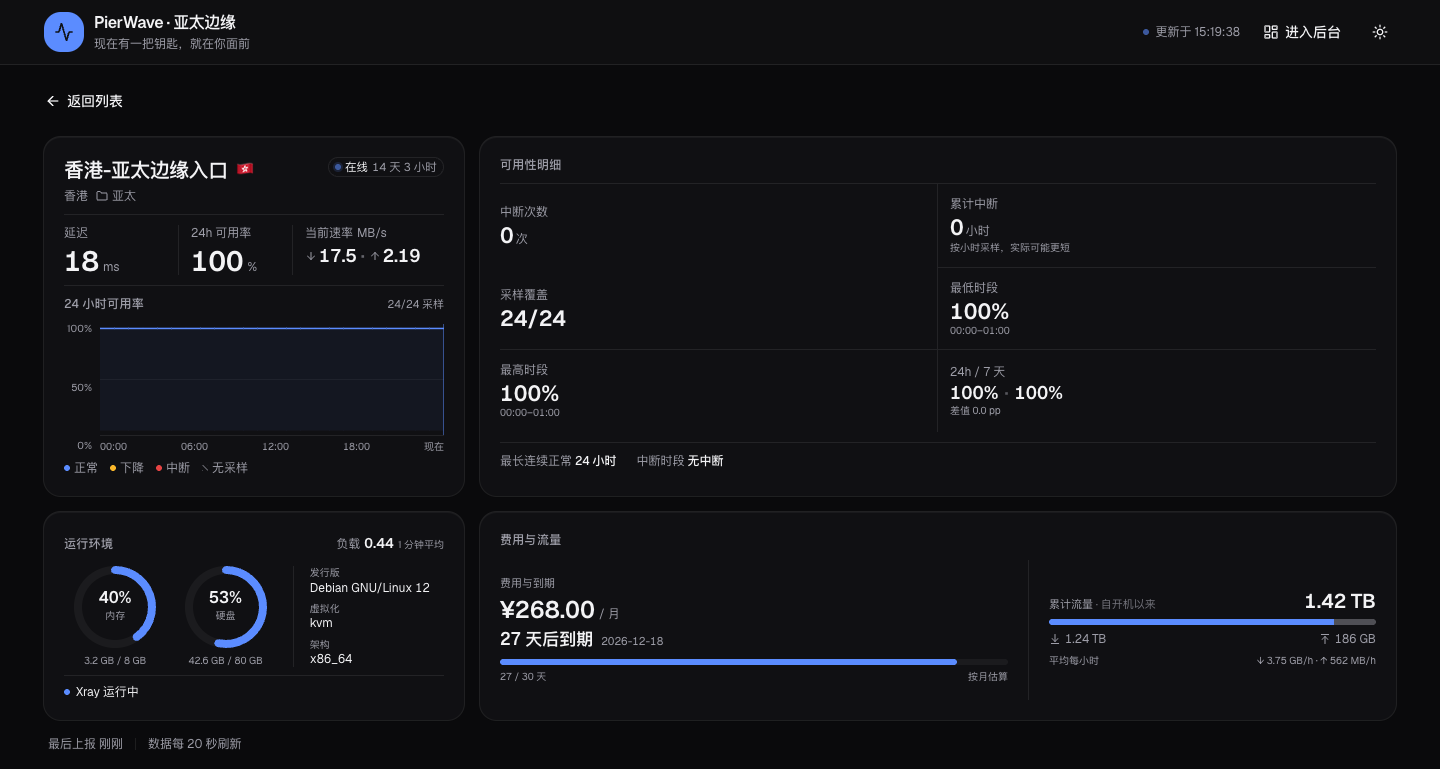 PierWave · 亚太边缘
现在有一把钥匙，就在你面前
更新于 15:19:38
进入后台
返回列表
香港-亚太边缘入口
在线 14 天 3 小时
香港 亚太
延迟
18 ms
24h 可用率
100 %
当前速率 MB/s
↓ 17.5 · ↑ 2.19
24 小时可用率
24/24 采样
100%
50%
0%
00:00 06:00 12:00 18:00 现在
正常 下降 中断 无采样
可用性明细
中断次数
0 次
累计中断
0 小时
按小时采样，实际可能更短
采样覆盖
24/24
最低时段
100%
00:00–01:00
最高时段
100%
00:00–01:00
24h / 7 天
100% · 100%
差值 0.0 pp
最长连续正常 24 小时 中断时段 无中断
运行环境
负载 0.44 1 分钟平均
40%
内存
3.2 GB / 8 GB
53%
硬盘
42.6 GB / 80 GB
发行版
Debian GNU/Linux 12
虚拟化
kvm
架构
x86_64
Xray 运行中
费用与流量
费用与到期
¥268.00 / 月
27 天后到期 2026-12-18
27 / 30 天
按月估算
累计流量 · 自开机以来
1.42 TB
1.24 TB
186 GB
平均每小时
↓ 3.75 GB/h · ↑ 562 MB/h
最后上报 刚刚
数据每 20 秒刷新